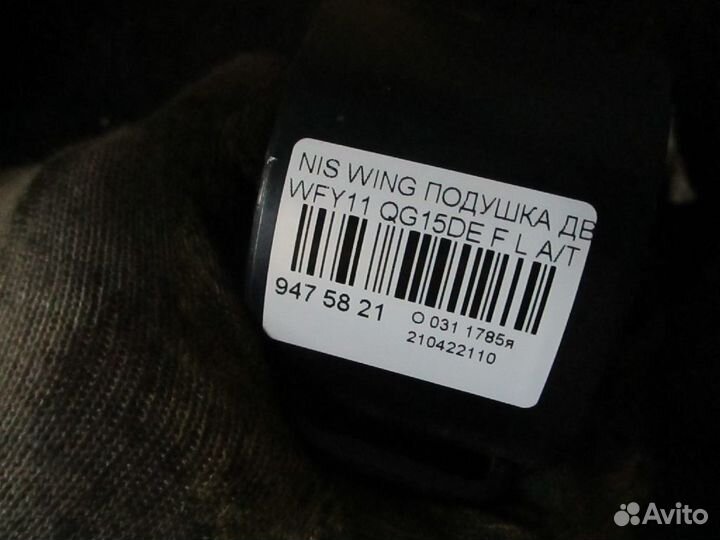 NIS WING ПОДУШКА ДВ
WFY11 QG15DE F L A/T
947 58 21
О 031 1785я
210422110
Avito